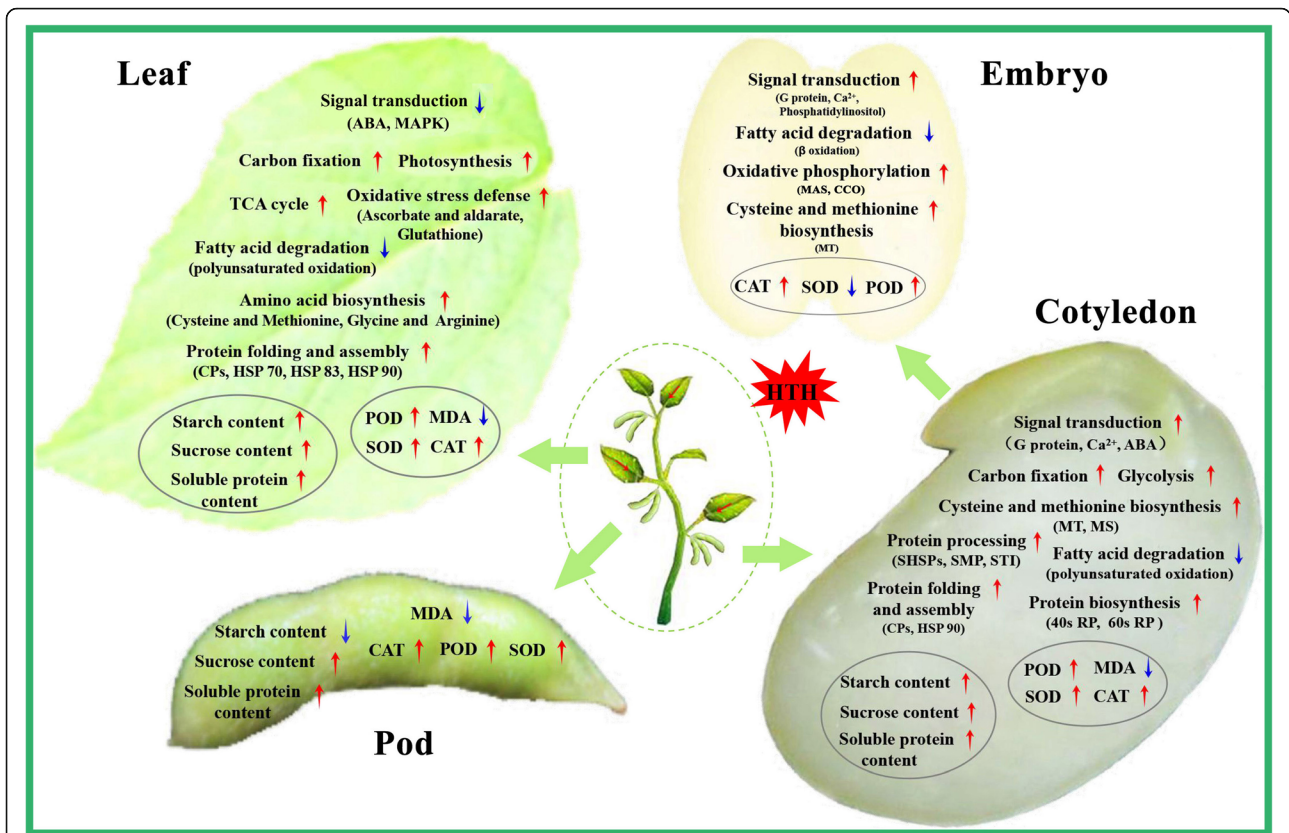 Leaf
Signal transduction ↓
(ABA, MAPK)
Carbon fixation ↑ Photosynthesis ↑
TCA cycle ↑
Oxidative stress defense ↑
(Ascorbate and aldarate,
Glutathione)
Fatty acid degradation ↓
(polyunsaturated oxidation)
Amino acid biosynthesis ↑
(Cysteine and Methionine, Glycine and Arginine)
Protein folding and assembly ↑
(CPs, HSP 70, HSP 83, HSP 90)
Starch content ↑
Sucrose content ↑
Soluble protein ↑
content
POD ↑ MDA ↓
SOD ↑ CAT ↑
Embryo
Signal transduction ↑
(G protein, Ca²⁺,
Phosphatidylinositol)
Fatty acid degradation ↓
(β oxidation)
Oxidative phosphorylation ↑
(MAS, CCO)
Cysteine and methionine ↑
biosynthesis
(MT)
CAT ↑ SOD ↓ POD ↑
HTH
Cotyledon
Signal transduction ↑
(G protein, Ca²⁺, ABA)
Carbon fixation ↑ Glycolysis ↑
Cysteine and methionine biosynthesis ↑
(MT, MS)
Protein processing ↑
(SHSPs, SMP, STI)
Fatty acid degradation ↓
(polyunsaturated oxidation)
Protein folding ↑
and assembly
(CPs, HSP 90)
Protein biosynthesis ↑
(40s RP, 60s RP )
Starch content ↑
Sucrose content ↑
Soluble protein ↑
content
POD ↑ MDA ↓
SOD ↑ CAT ↑
MDA ↓
Starch content ↓
CAT ↑ POD ↑ SOD ↑
Sucrose content ↑
Soluble protein ↑
content
Pod